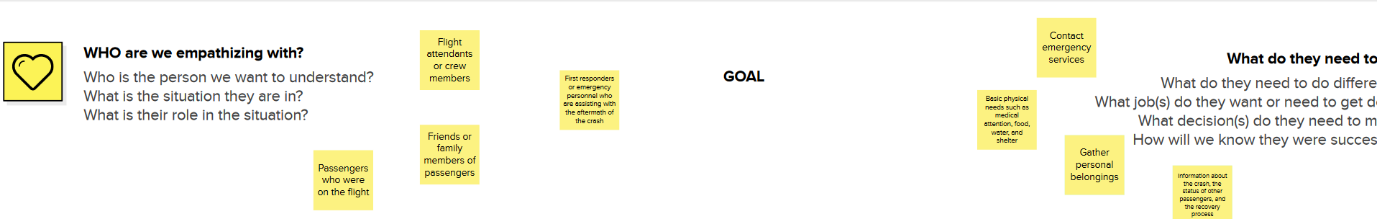 WHO are we empathizing with?
Who is the person we want to understand?
What is the situation they are in?
What is their role in the situation?
Flight
attendants
or crew
members
First responders
or emergency
personnel who
are assisting with
the aftermath of
the crash
Friends or
family
members of
passengers
Passengers
who were
on the flight
GOAL
Contact
emergency
services
Basic physical
needs such as
medical
attention, food,
water, and
shelter
Gather
personal
belongings
Information about
the crash, the
status of other
passengers, and
the recovery
process
What do they need to
What do they need to do
What job(s) do they want or need to get
What decision(s) do they need to
How will we know they were